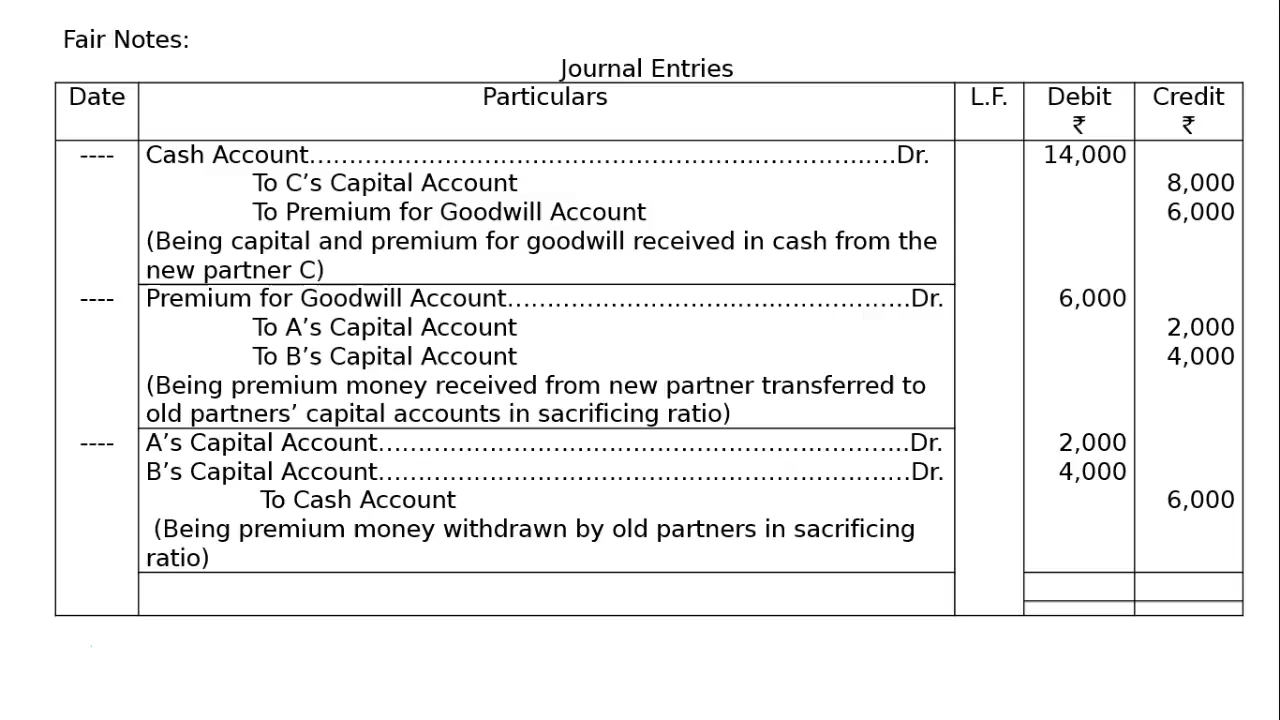 Fair Notes:
Journal Entries
Date Particulars L.F. Debit Credit
₹ ₹
---- Cash Account……………………………………………………………….Dr. 14,000
To C’s Capital Account 8,000
To Premium for Goodwill Account 6,000
(Being capital and premium for goodwill received in cash from the
new partner C)
---- Premium for Goodwill Account…………………………………………..Dr. 6,000
To A’s Capital Account 2,000
To B’s Capital Account 4,000
(Being premium money received from new partner transferred to
old partners’ capital accounts in sacrificing ratio)
---- A’s Capital Account…………………………………………………………..Dr. 2,000
B’s Capital Account…………………………………………………………..Dr. 4,000
To Cash Account 6,000
(Being premium money withdrawn by old partners in sacrificing
ratio)